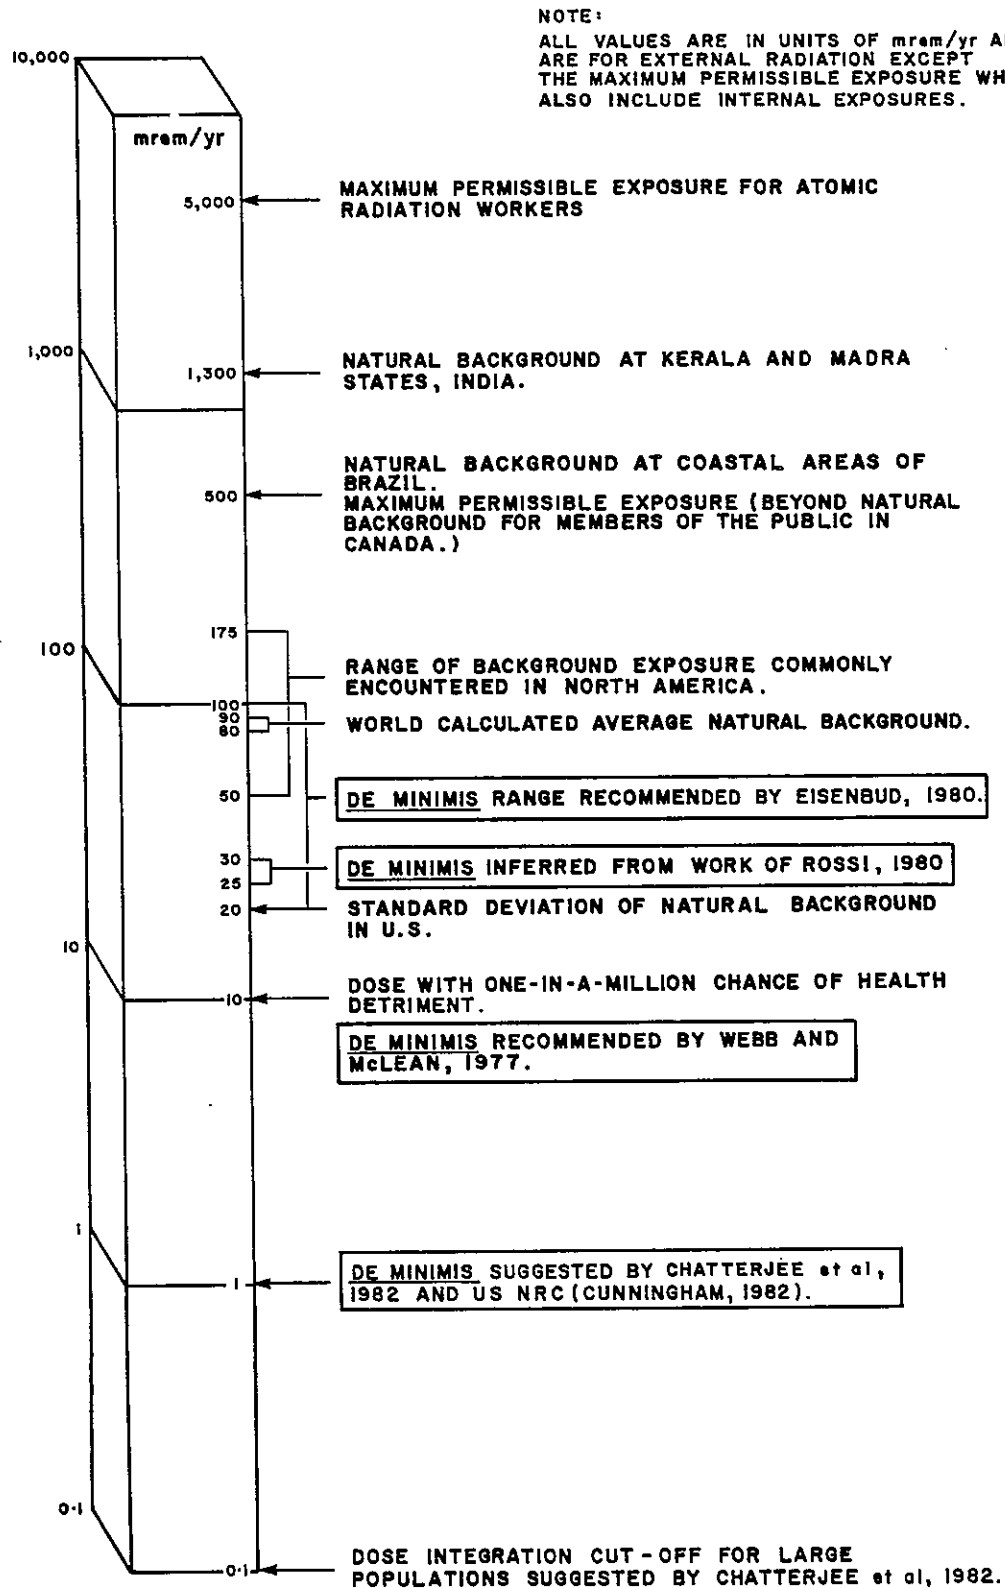 NOTE:
ALL VALUES ARE IN UNITS OF mrem/yr
ARE FOR EXTERNAL RADIATION EXCEPT
THE MAXIMUM PERMISSIBLE EXPOSURE
ALSO INCLUDE INTERNAL EXPOSURES.
10,000
mrem/yr
5,000
MAXIMUM PERMISSIBLE EXPOSURE FOR ATOMIC
RADIATION WORKERS
1,000
1,300
NATURAL BACKGROUND AT KERALA AND MADRA
STATES, INDIA.
NATURAL BACKGROUND AT COASTAL AREAS OF
BRAZIL.
500
MAXIMUM PERMISSIBLE EXPOSURE (BEYOND NATURAL
BACKGROUND FOR MEMBERS OF THE PUBLIC IN
CANADA.)
175
100
RANGE OF BACKGROUND EXPOSURE COMMONLY
ENCOUNTERED IN NORTH AMERICA.
100
90
80
WORLD CALCULATED AVERAGE NATURAL BACKGROUND.
50
DE MINIMIS RANGE RECOMMENDED BY EISENBUD, 1980.
30
25
DE MINIMIS INFERRED FROM WORK OF ROSSI, 1980
20
STANDARD DEVIATION OF NATURAL BACKGROUND
IN U.S.
10
10
DOSE WITH ONE-IN-A-MILLION CHANCE OF HEALTH
DETRIMENT.
DE MINIMIS RECOMMENDED BY WEBB AND
McLEAN, 1977.
1
1
DE MINIMIS SUGGESTED BY CHATTERJEE et al,
1982 AND US NRC (CUNNINGHAM, 1982).
0.1
0.1
DOSE INTEGRATION CUT-OFF FOR LARGE
POPULATIONS SUGGESTED BY CHATTERJEE et al, 1982.